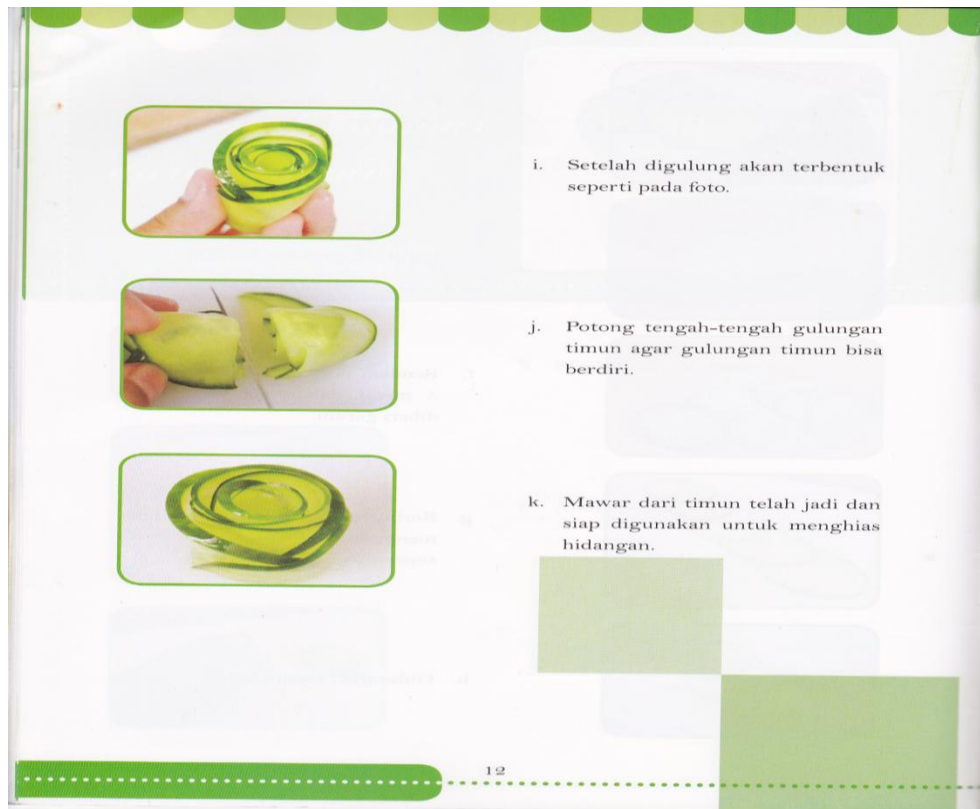 i. Setelah digulung akan terbentuk
seperti pada foto.
j. Potong tengah-tengah gulungan
timun agar gulungan timun bisa
berdiri.
k. Mawar dari timun telah jadi dan
siap digunakan untuk menghias
hidangan.
12